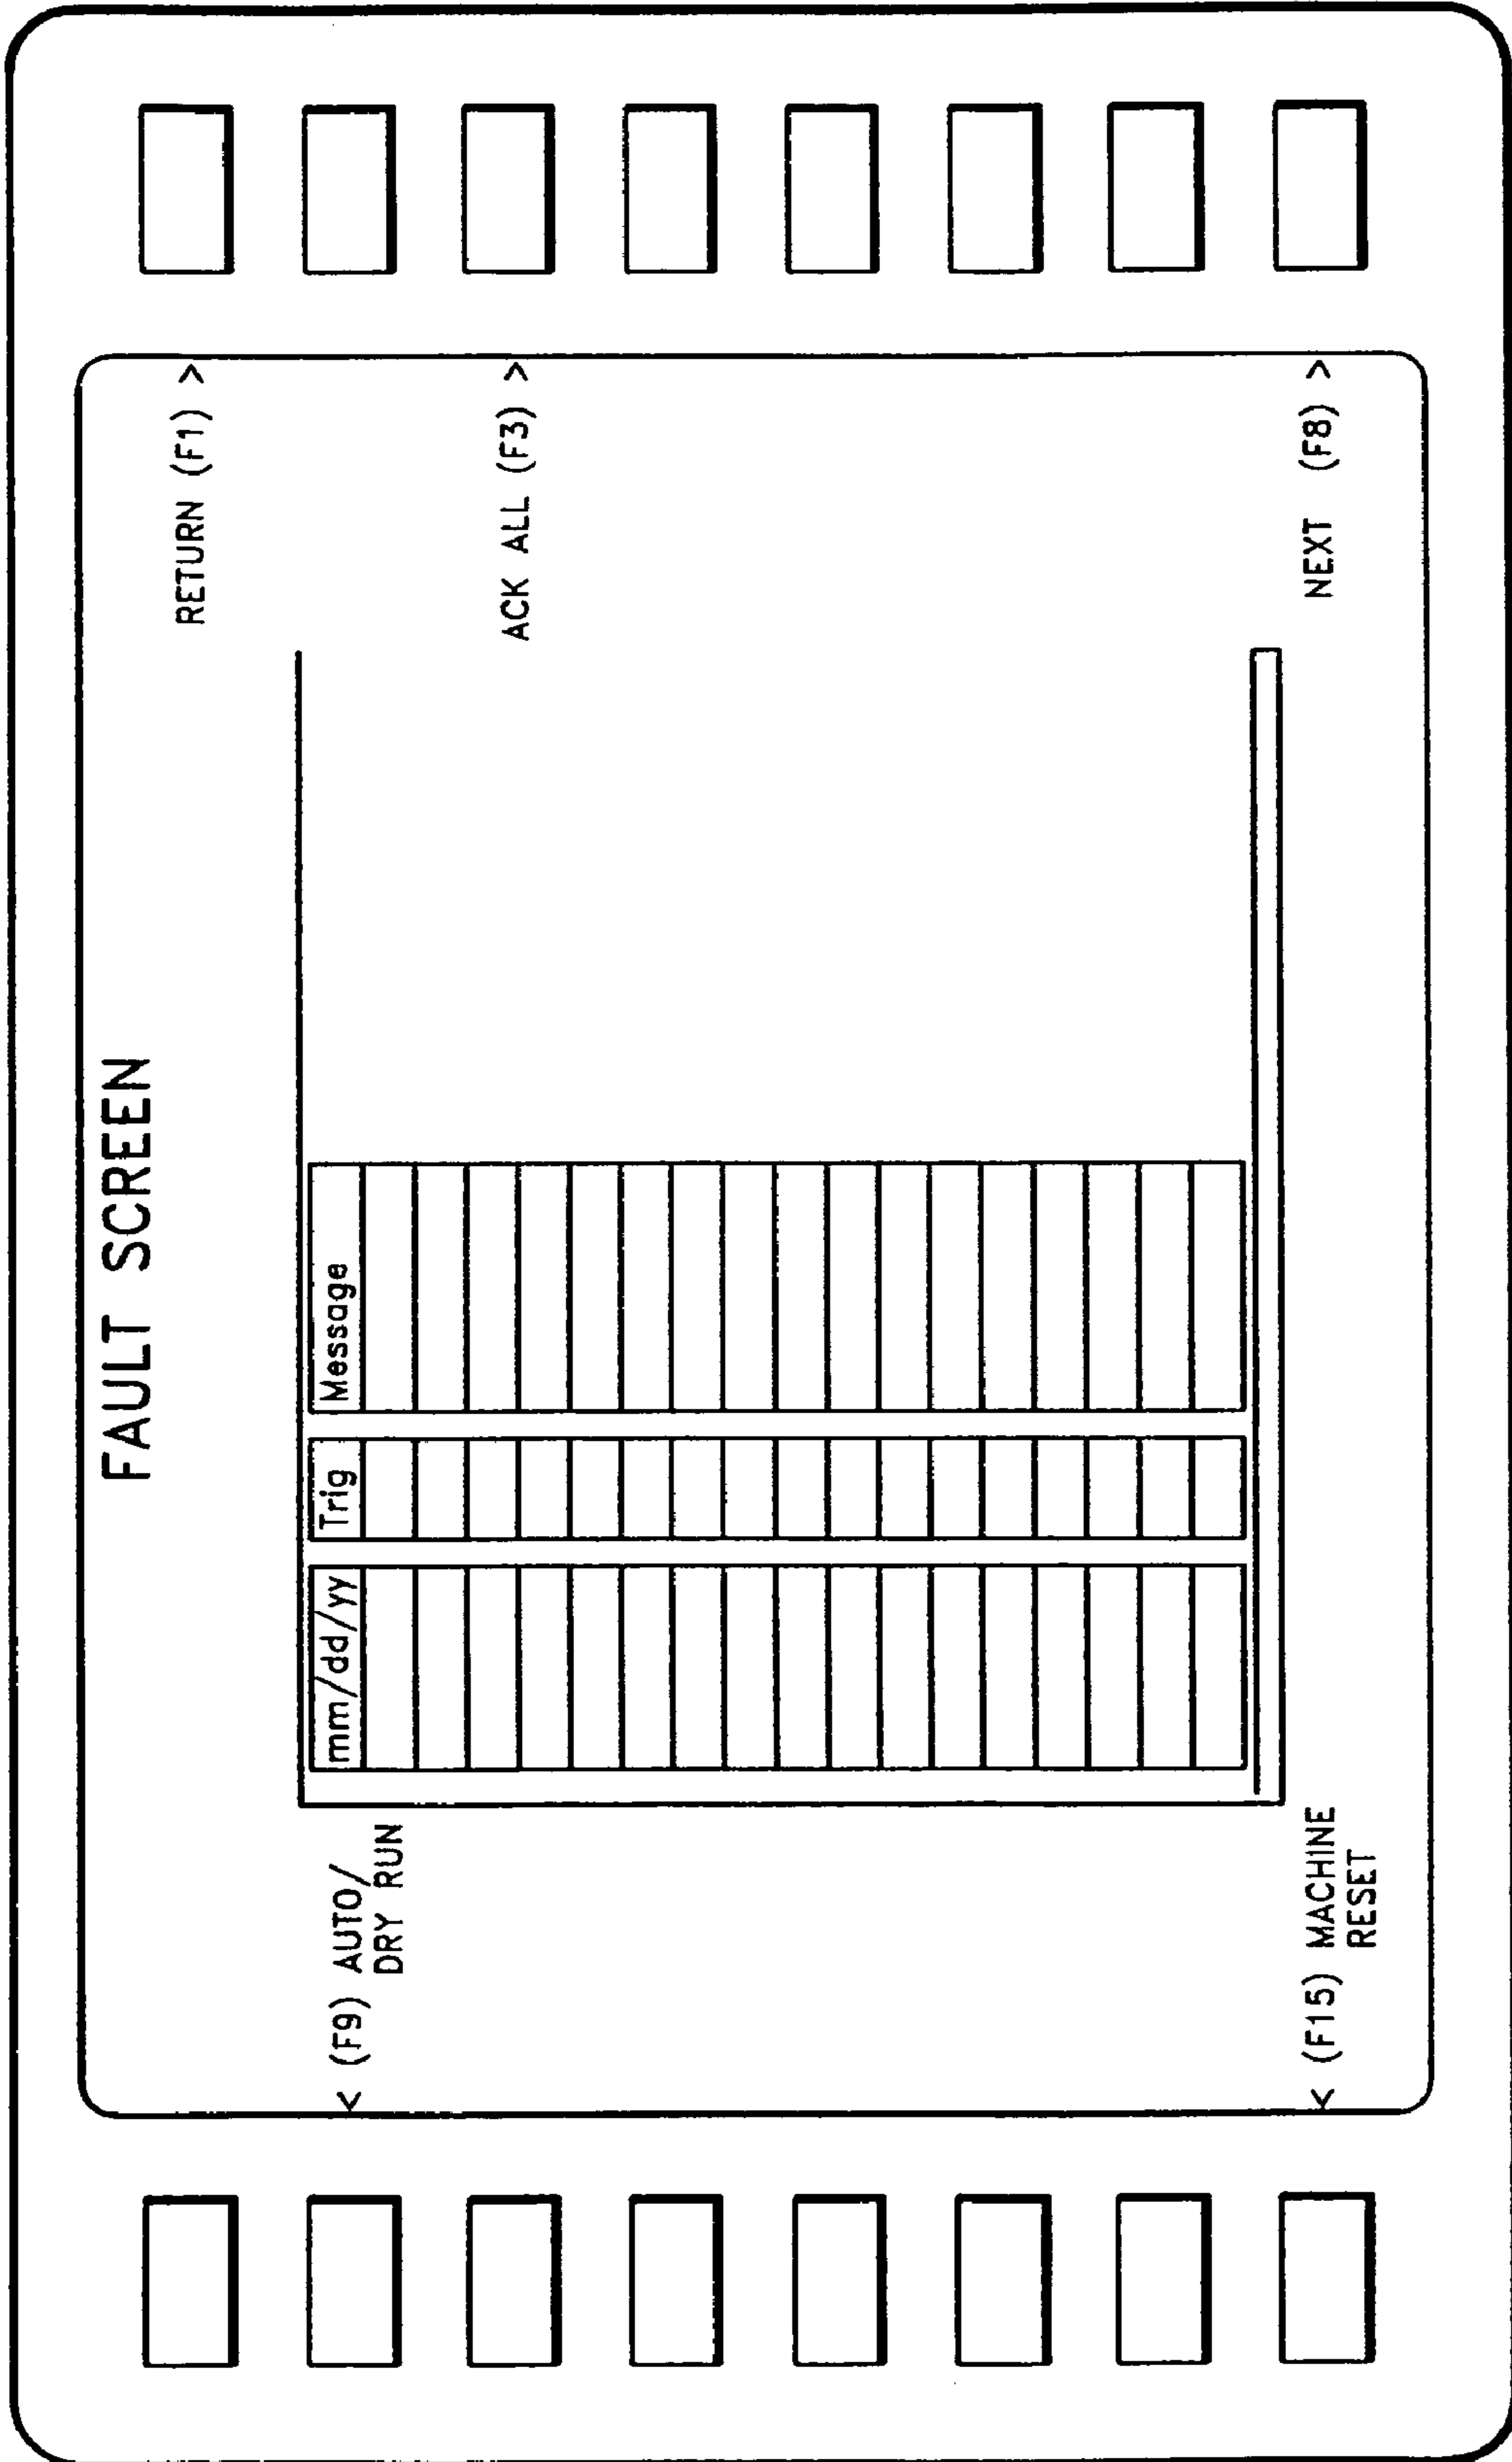 FAULT SCREEN
RETURN (F1) >
< (F9) AUTO/
DRY RUN
mm/dd/yy Trig Message
ACK ALL (F3) >
< (F15) MACHINE
RESET
NEXT (F8) >